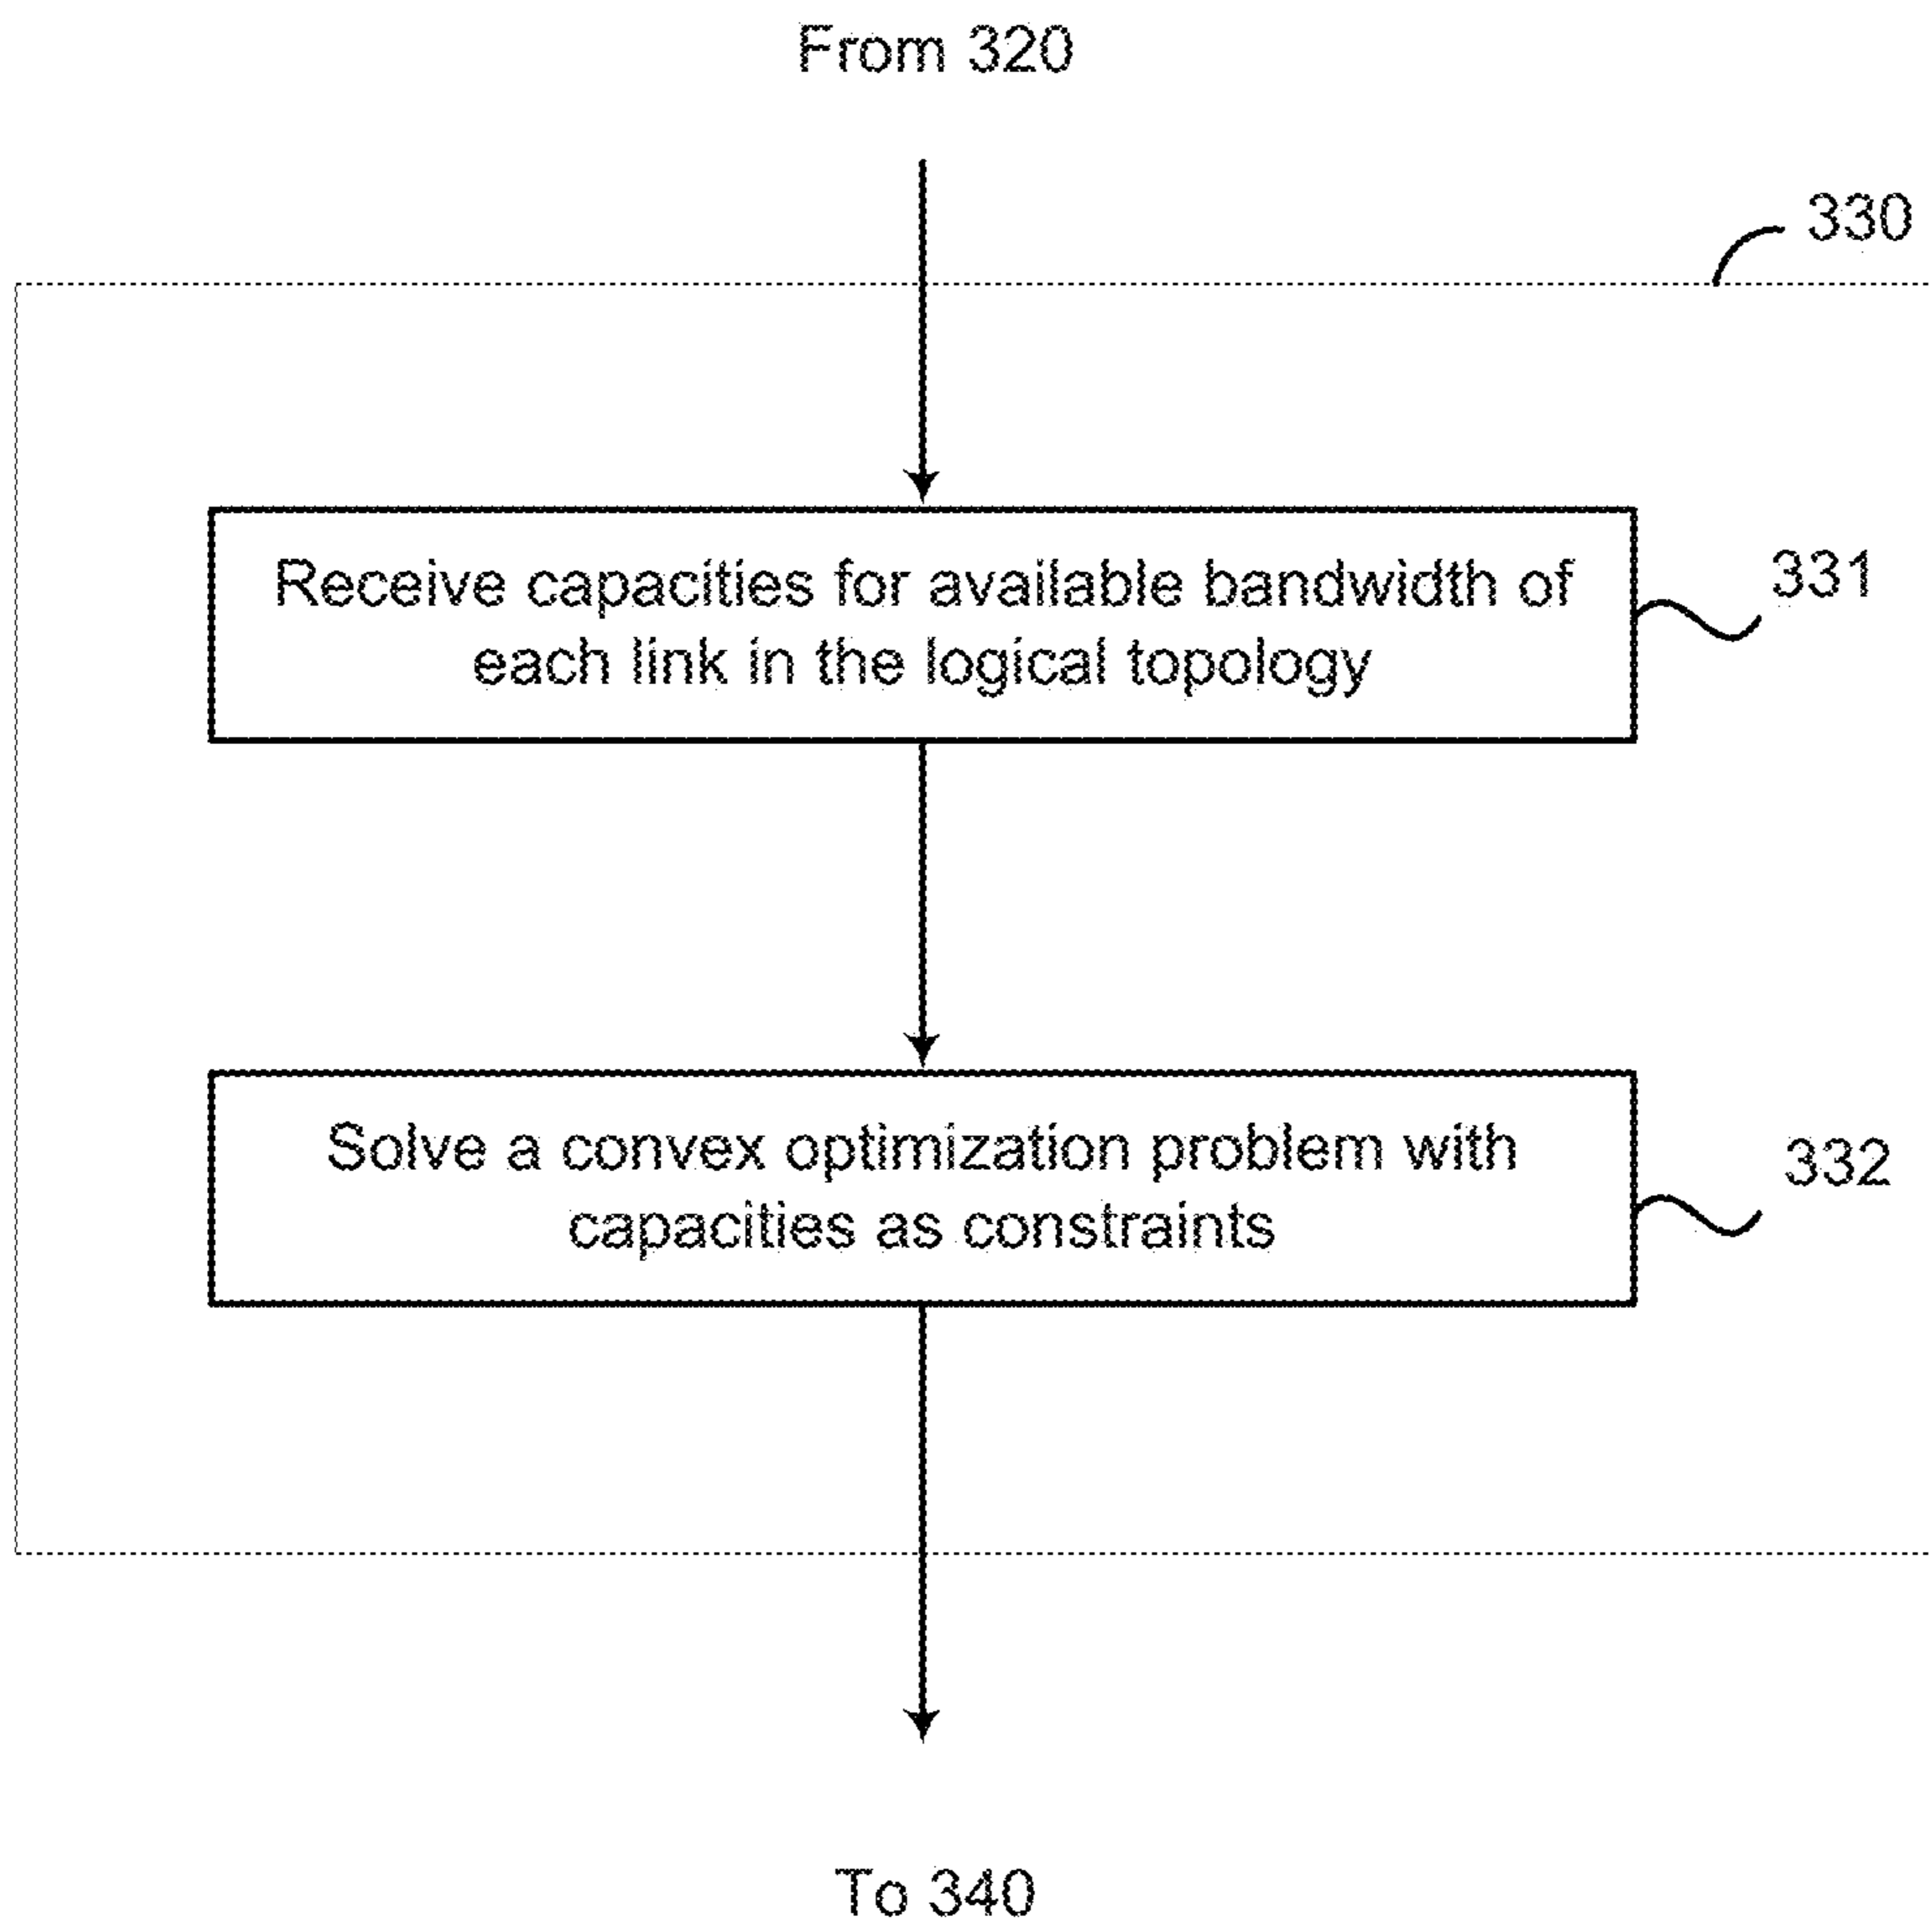 From 320
330
Receive capacities for available bandwidth of
each link in the logical topology
331
Solve a convex optimization problem with
capacities as constraints
332
To 340